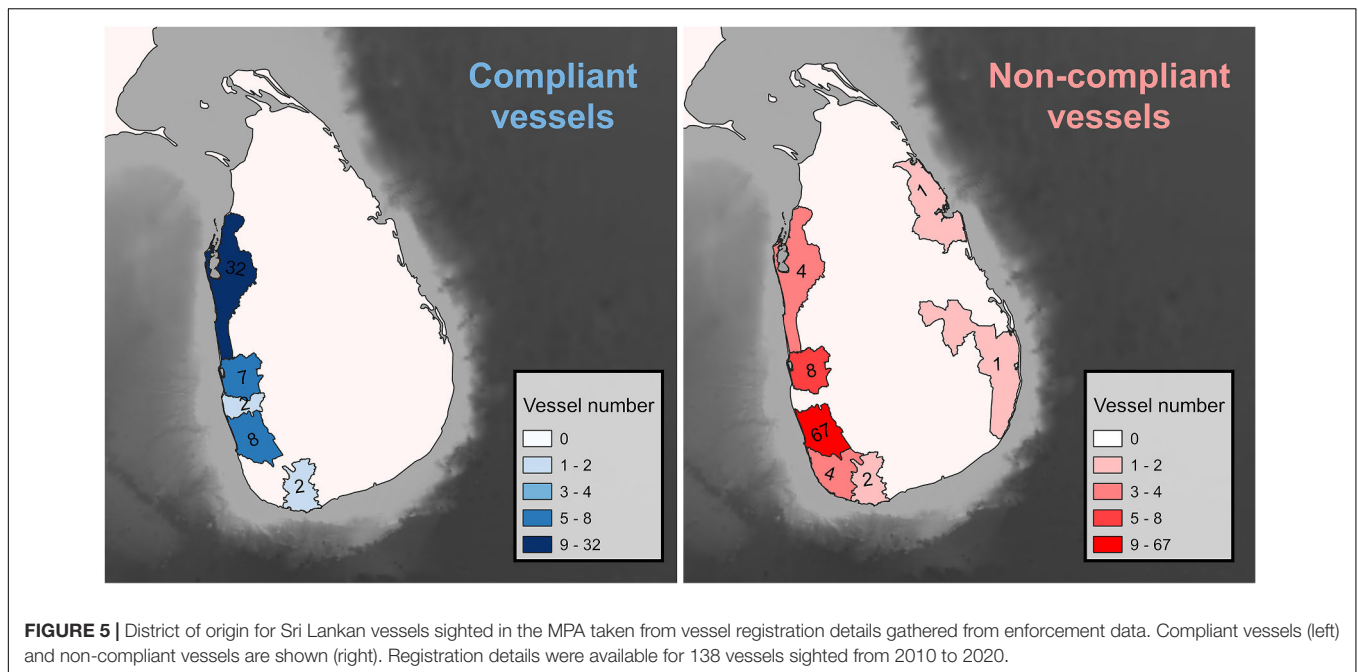 Compliant
vessels
32
7
2
8
2
Vessel number
0
1 - 2
3 - 4
5 - 8
9 - 32
Non-compliant
vessels
1
4
1
8
67
4
2
Vessel number
0
1 - 2
3 - 4
5 - 8
9 - 67
FIGURE 5 | District of origin for Sri Lankan vessels sighted in the MPA taken from vessel registration details gathered from enforcement data. Compliant vessels (left)
and non-compliant vessels are shown (right). Registration details were available for 138 vessels sighted from 2010 to 2020.